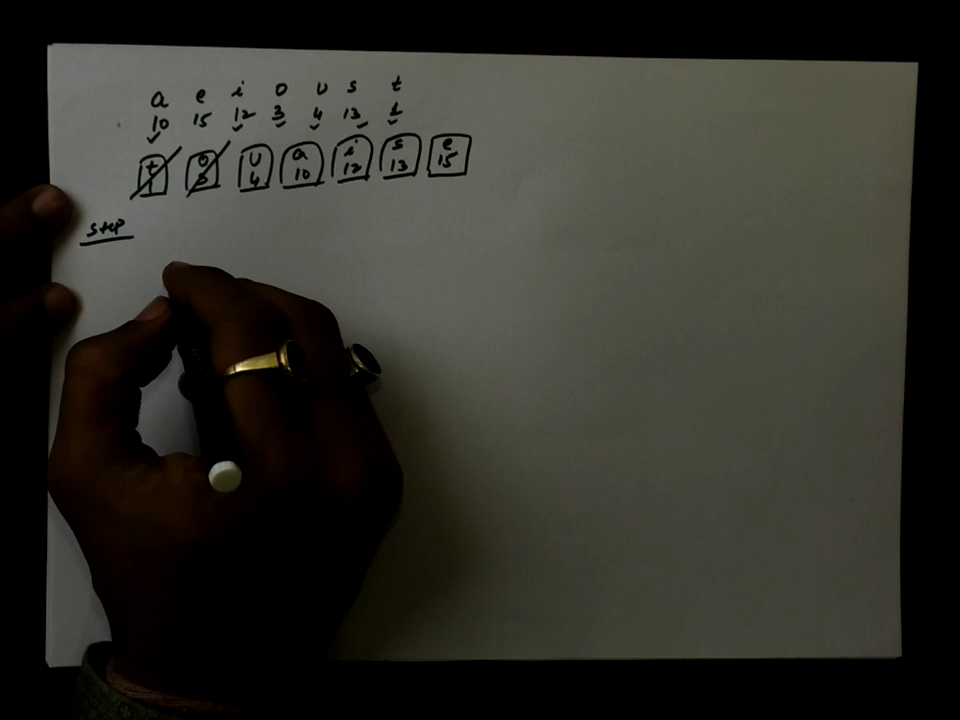 a e i o u s t
10 15 12 3 4 13 1
t o u a i s e
1 3 4 10 12 13 15
step